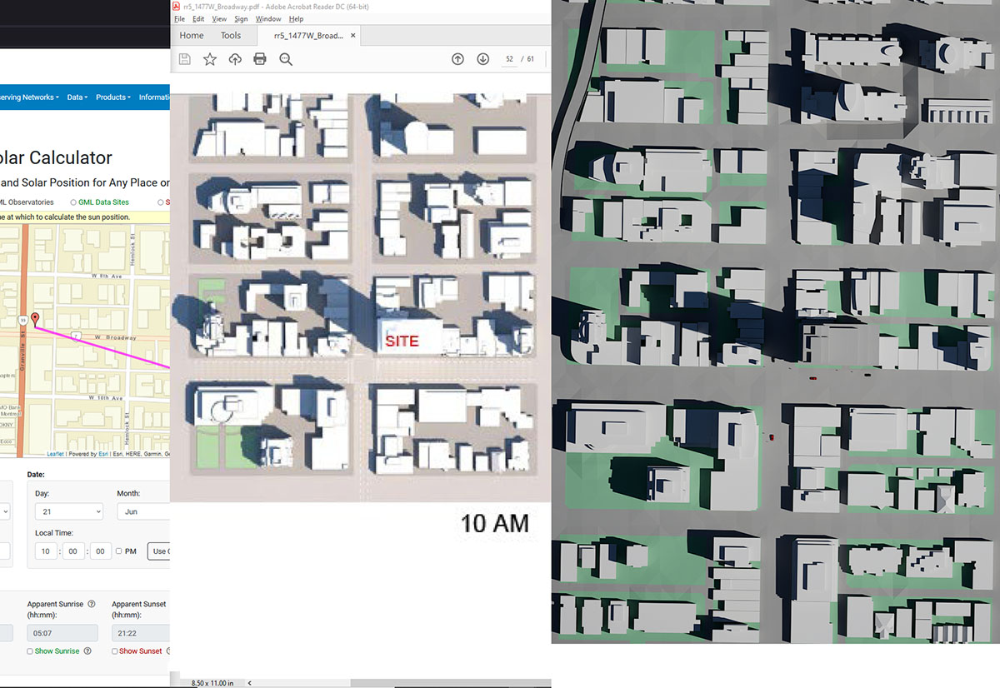 rr5_1477W_Broadway.pdf - Adobe Acrobat Reader DC (64-bit)
File Edit View Sign Window Help
Home Tools rr5_1477W_Broad... ×
52 / 61
erving Networks Data Products Informati
olar Calculator
and Solar Position for Any Place or
ML Observatories GML Data Sites S
e at which to calculate the sun position.
Hemlock St
W 8th Ave
99
7
W Broadway
Granville St
W 10th Ave
Hemlock St
Leaflet | Powered by Esri | Esri, HERE, Garmin, Ge
Date:
Day: Month:
21 Jun
Local Time:
10 : 00 : 00 PM Use C
Apparent Sunrise Apparent Sunset
(hh:mm): (hh:mm):
05:07 21:22
Show Sunrise Show Sunset
SITE
10 AM
8.50 x 11.00 in